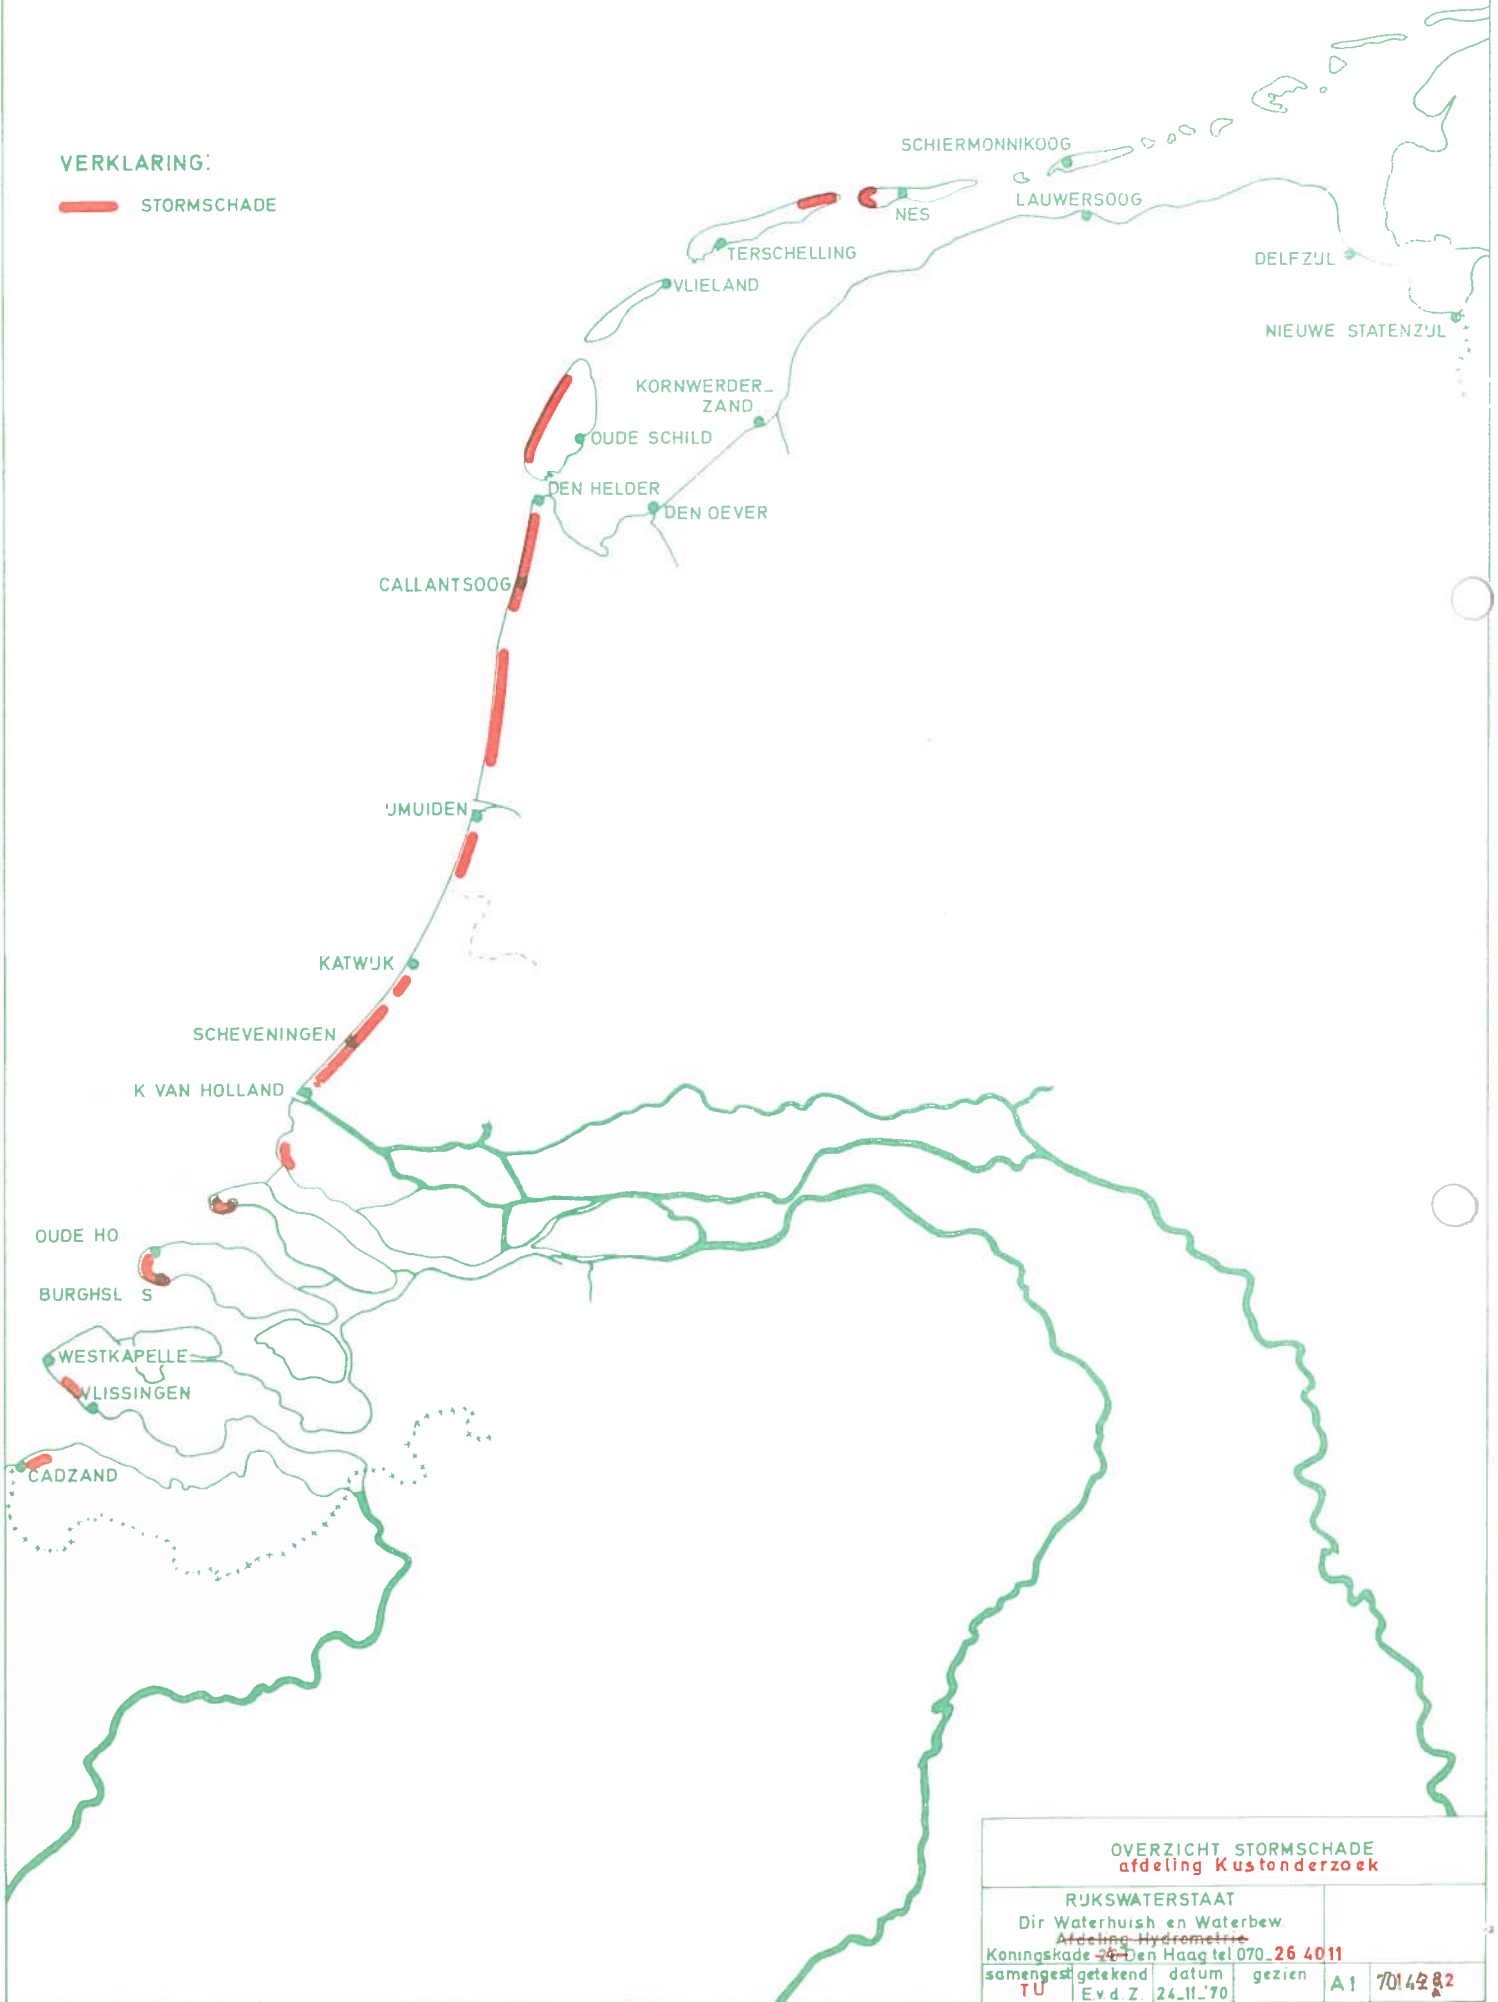 VERKLARING:
STORMSCHADE
SCHIERMONNIKOOG
LAUWERSOOG
NES
TERSCHELLING
DELFZIJL
VLIELAND
NIEUWE STATENZIJL
KORNWERDER-
ZAND
OUDE SCHILD
DEN HELDER
DEN OEVER
CALLANTSOOG
IJMUIDEN
KATWIJK
SCHEVENINGEN
K VAN HOLLAND
OUDE HO
BURGHSL S
WESTKAPELLE
VLISSINGEN
CADZAND
OVERZICHT STORMSCHADE
afdeling Kustonderzoek
RIJKSWATERSTAAT
Dir Waterhuish en Waterbew
Afdeling Hydrometrie
Koningskade Den Haag tel 070-26 4011
samengest getekend datum gezien
TU E.v.d.Z. 24-11-'70
A1